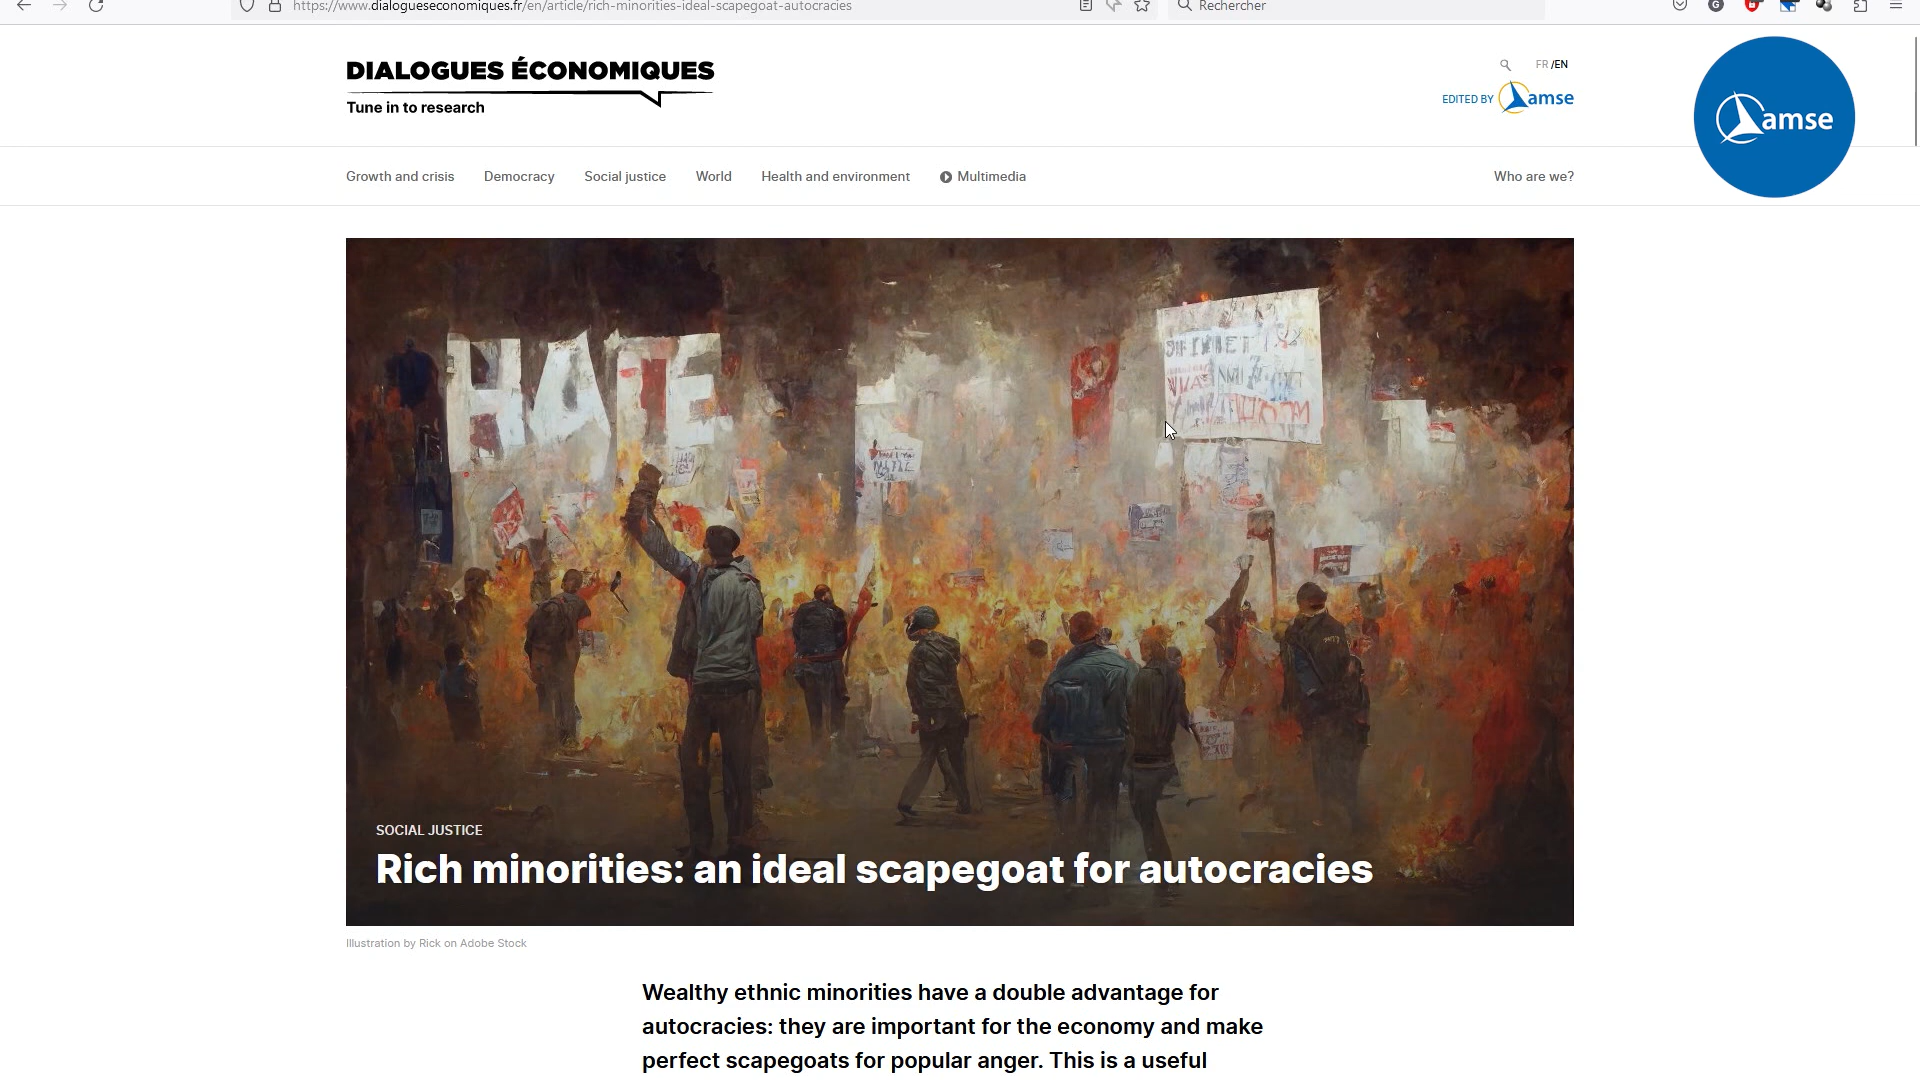 https://www.dialogueseconomiques.fr/en/article/rich-minorities-ideal-scapegoat-autocracies
Rechercher
DIALOGUES ÉCONOMIQUES
Tune in to research
FR /EN
EDITED BY amse
amse
Growth and crisis Democracy Social justice World Health and environment Multimedia Who are we?
HATE
SOCIAL JUSTICE
Rich minorities: an ideal scapegoat for autocracies
Illustration by Rick on Adobe Stock
Wealthy ethnic minorities have a double advantage for
autocracies: they are important for the economy and make
perfect scapegoats for popular anger. This is a useful